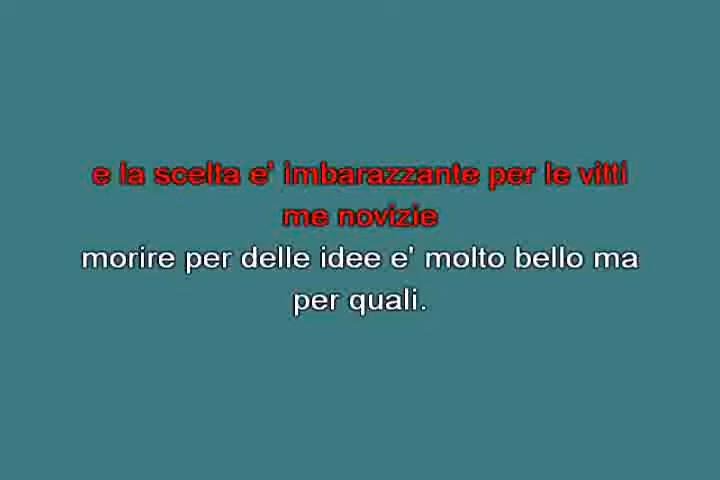 e la scelta e' imbarazzante per le vitti
me novizie
morire per delle idee e' molto bello ma
per quali.